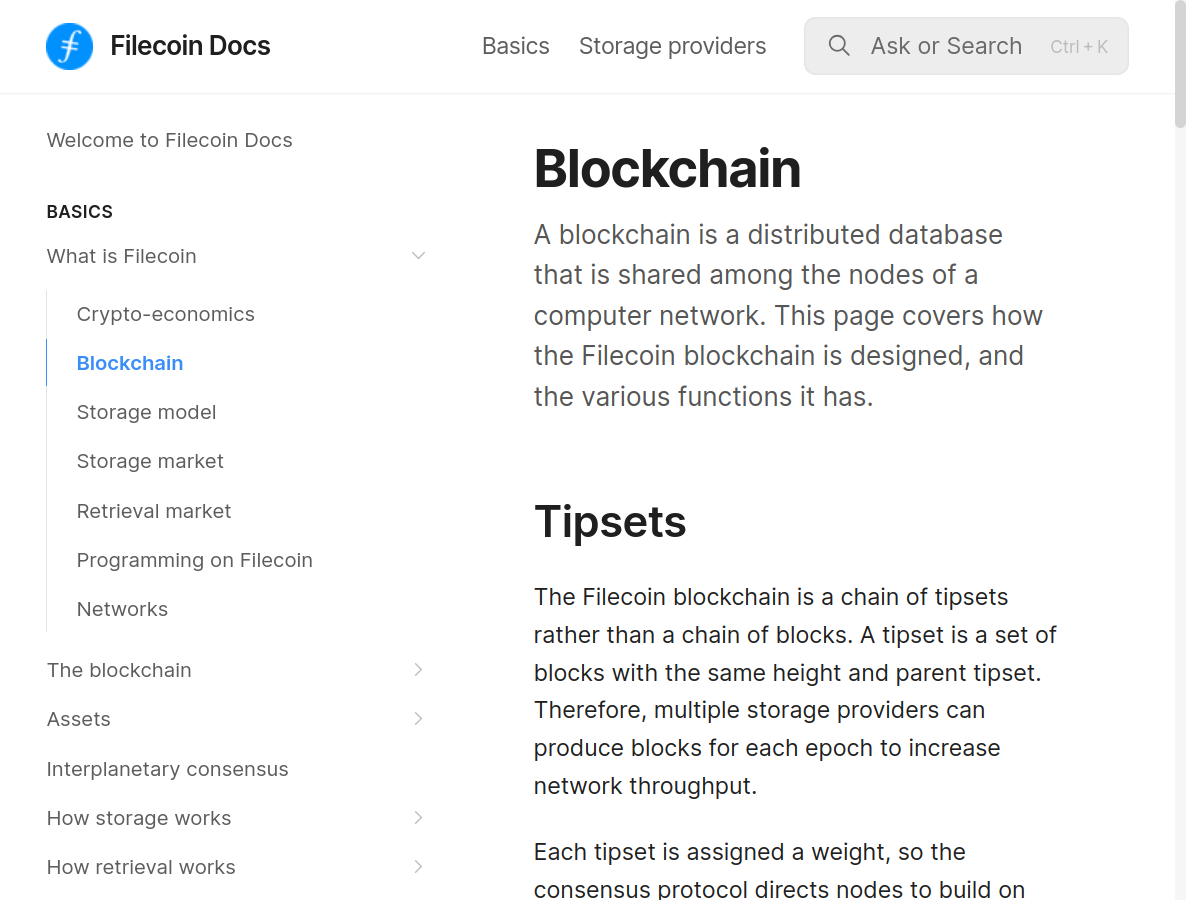 Filecoin Docs
Basics
Storage providers
Ask or Search
Ctrl + K
Welcome to Filecoin Docs
BASICS
What is Filecoin
Crypto-economics
Blockchain
Storage model
Storage market
Retrieval market
Programming on Filecoin
Networks
The blockchain
Assets
Interplanetary consensus
How storage works
How retrieval works
Blockchain
A blockchain is a distributed database
that is shared among the nodes of a
computer network. This page covers how
the Filecoin blockchain is designed, and
the various functions it has.
Tipsets
The Filecoin blockchain is a chain of tipsets
rather than a chain of blocks. A tipset is a set of
blocks with the same height and parent tipset.
Therefore, multiple storage providers can
produce blocks for each epoch to increase
network throughput.
Each tipset is assigned a weight, so the
consensus protocol directs nodes to build on